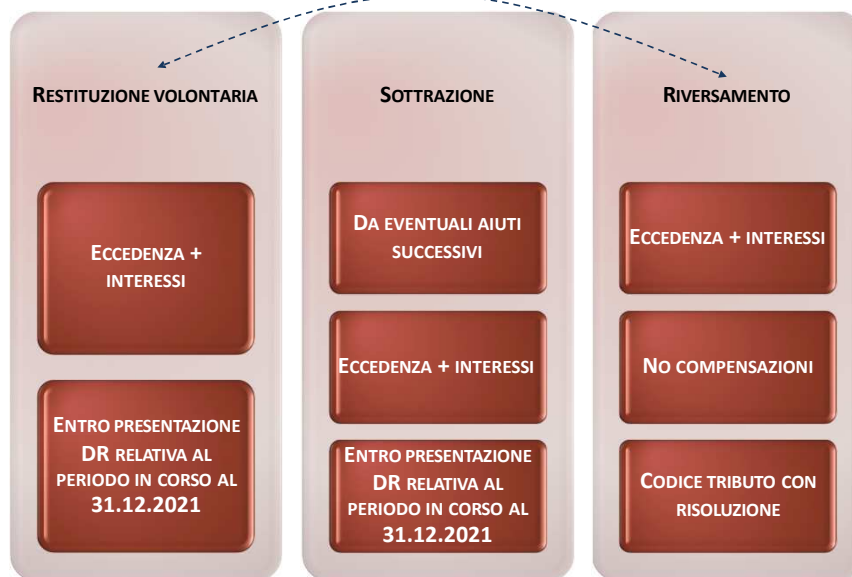 RESTITUZIONE VOLONTARIA
ECCEDENZA +
INTERESSI
ENTRO PRESENTAZIONE
DR RELATIVA AL
PERIODO IN CORSO AL
31.12.2021
SOTTRAZIONE
DA EVENTUALI AIUTI
SUCCESSIVI
ECCEDENZA + INTERESSI
ENTRO PRESENTAZIONE
DR RELATIVA AL
PERIODO IN CORSO AL
31.12.2021
RIVERSAMENTO
ECCEDENZA + INTERESSI
NO COMPENSAZIONI
CODICE TRIBUTO CON
RISOLUZIONE